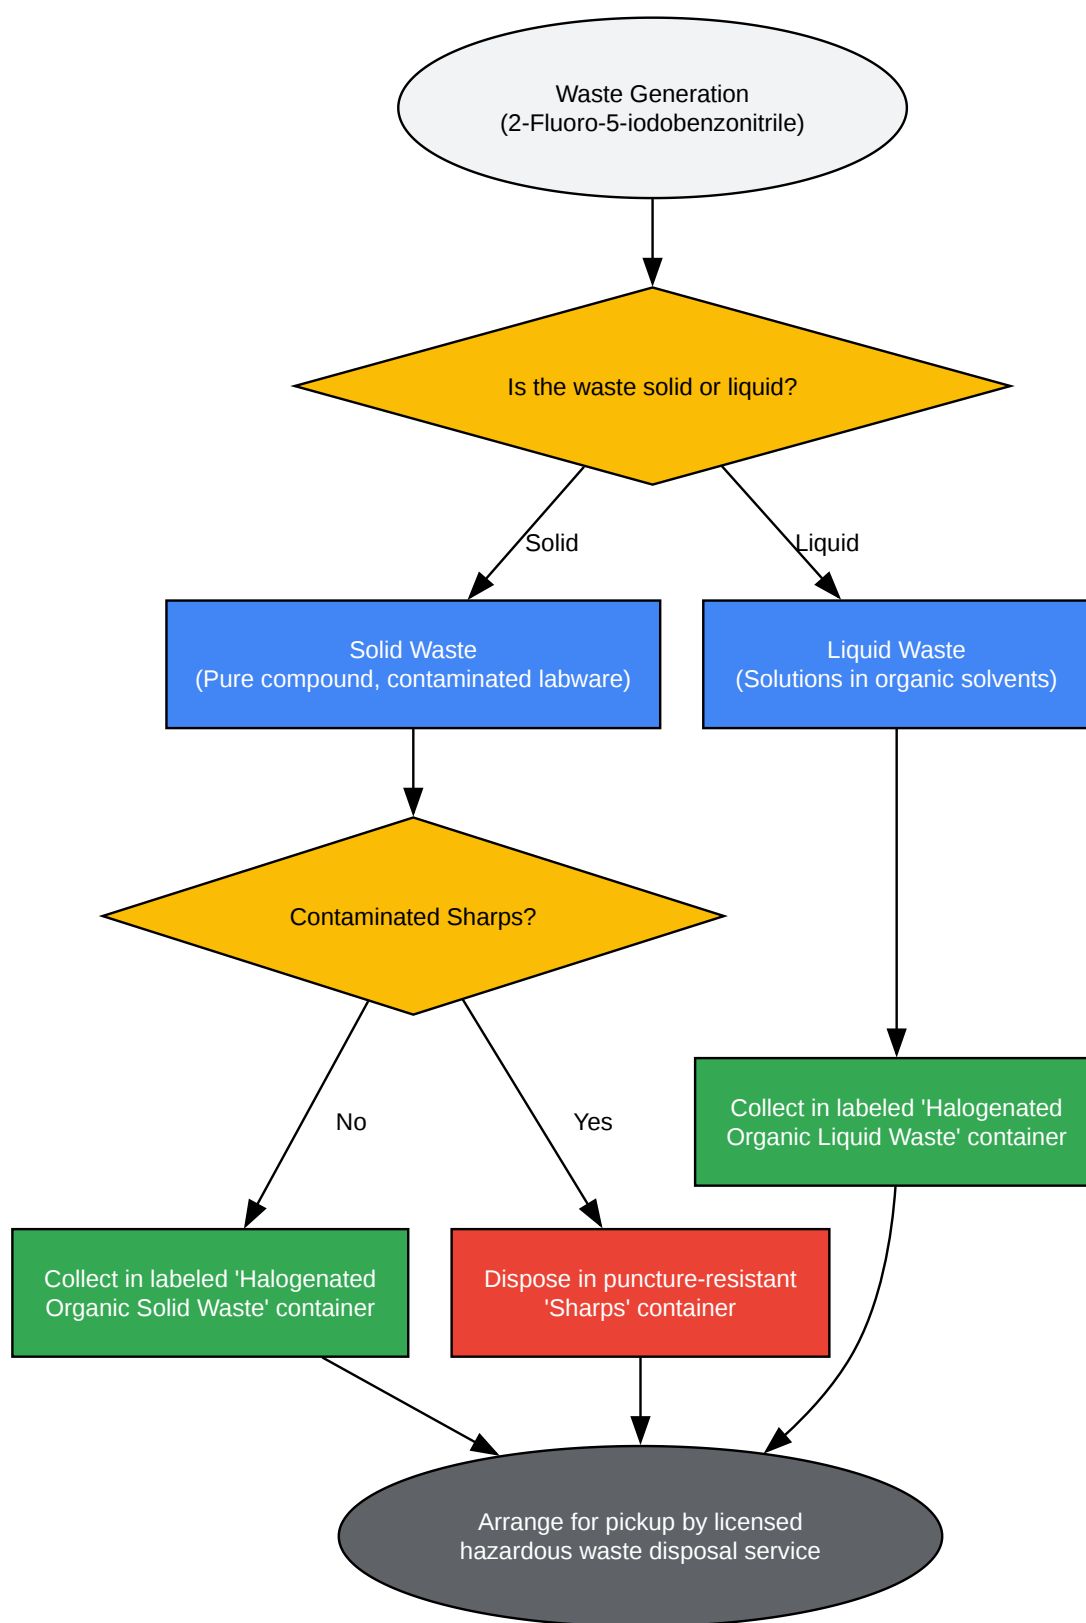 Waste Generation
(2-Fluoro-5-iodobenzonitrile)
Is the waste solid or liquid?
Solid
Liquid
Solid Waste
(Pure compound, contaminated labware)
Liquid Waste
(Solutions in organic solvents)
Contaminated Sharps?
No
Yes
Collect in labeled 'Halogenated
Organic Liquid Waste' container
Collect in labeled 'Halogenated
Organic Solid Waste' container
Dispose in puncture-resistant
'Sharps' container
Arrange for pickup by licensed
hazardous waste disposal service